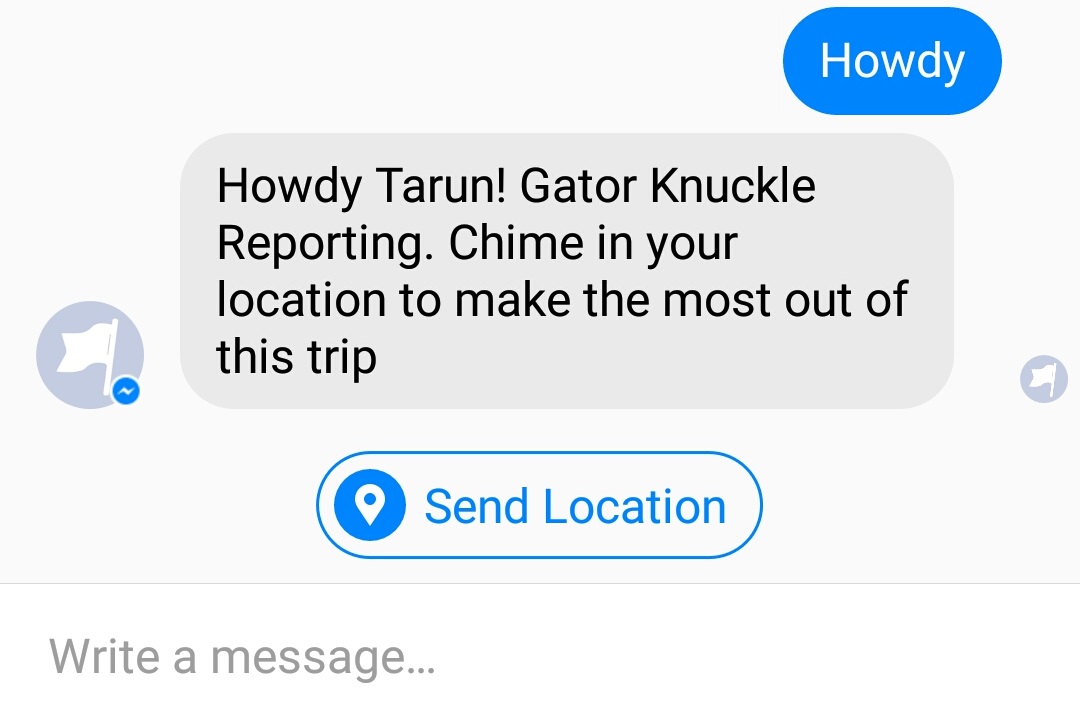 Howdy
Howdy Tarun! Gator Knuckle
Reporting. Chime in your
location to make the most out of
this trip
Send Location
Write a message…